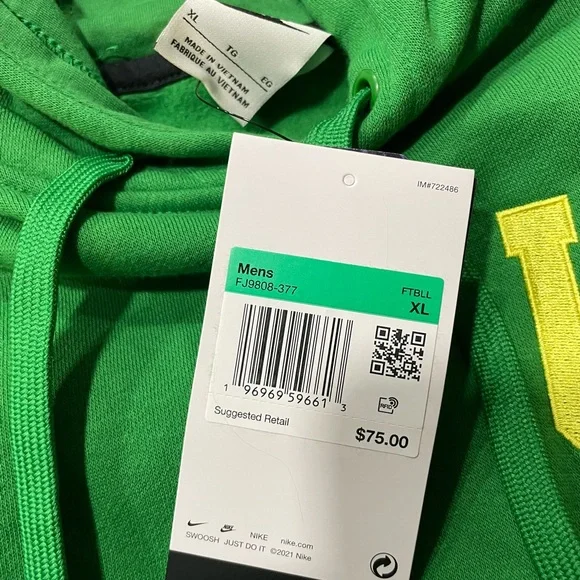 XL
TG
EG
MADE IN VIETNAM
FABRIQUE AU VIETNAM
IM#722486
Mens
FJ9808-377
FTBLL
XL
1 96969 59661 3
RFID
Suggested Retail
$75.00
NIKE nike.com
SWOOSH JUST DO IT ©2021 Nike